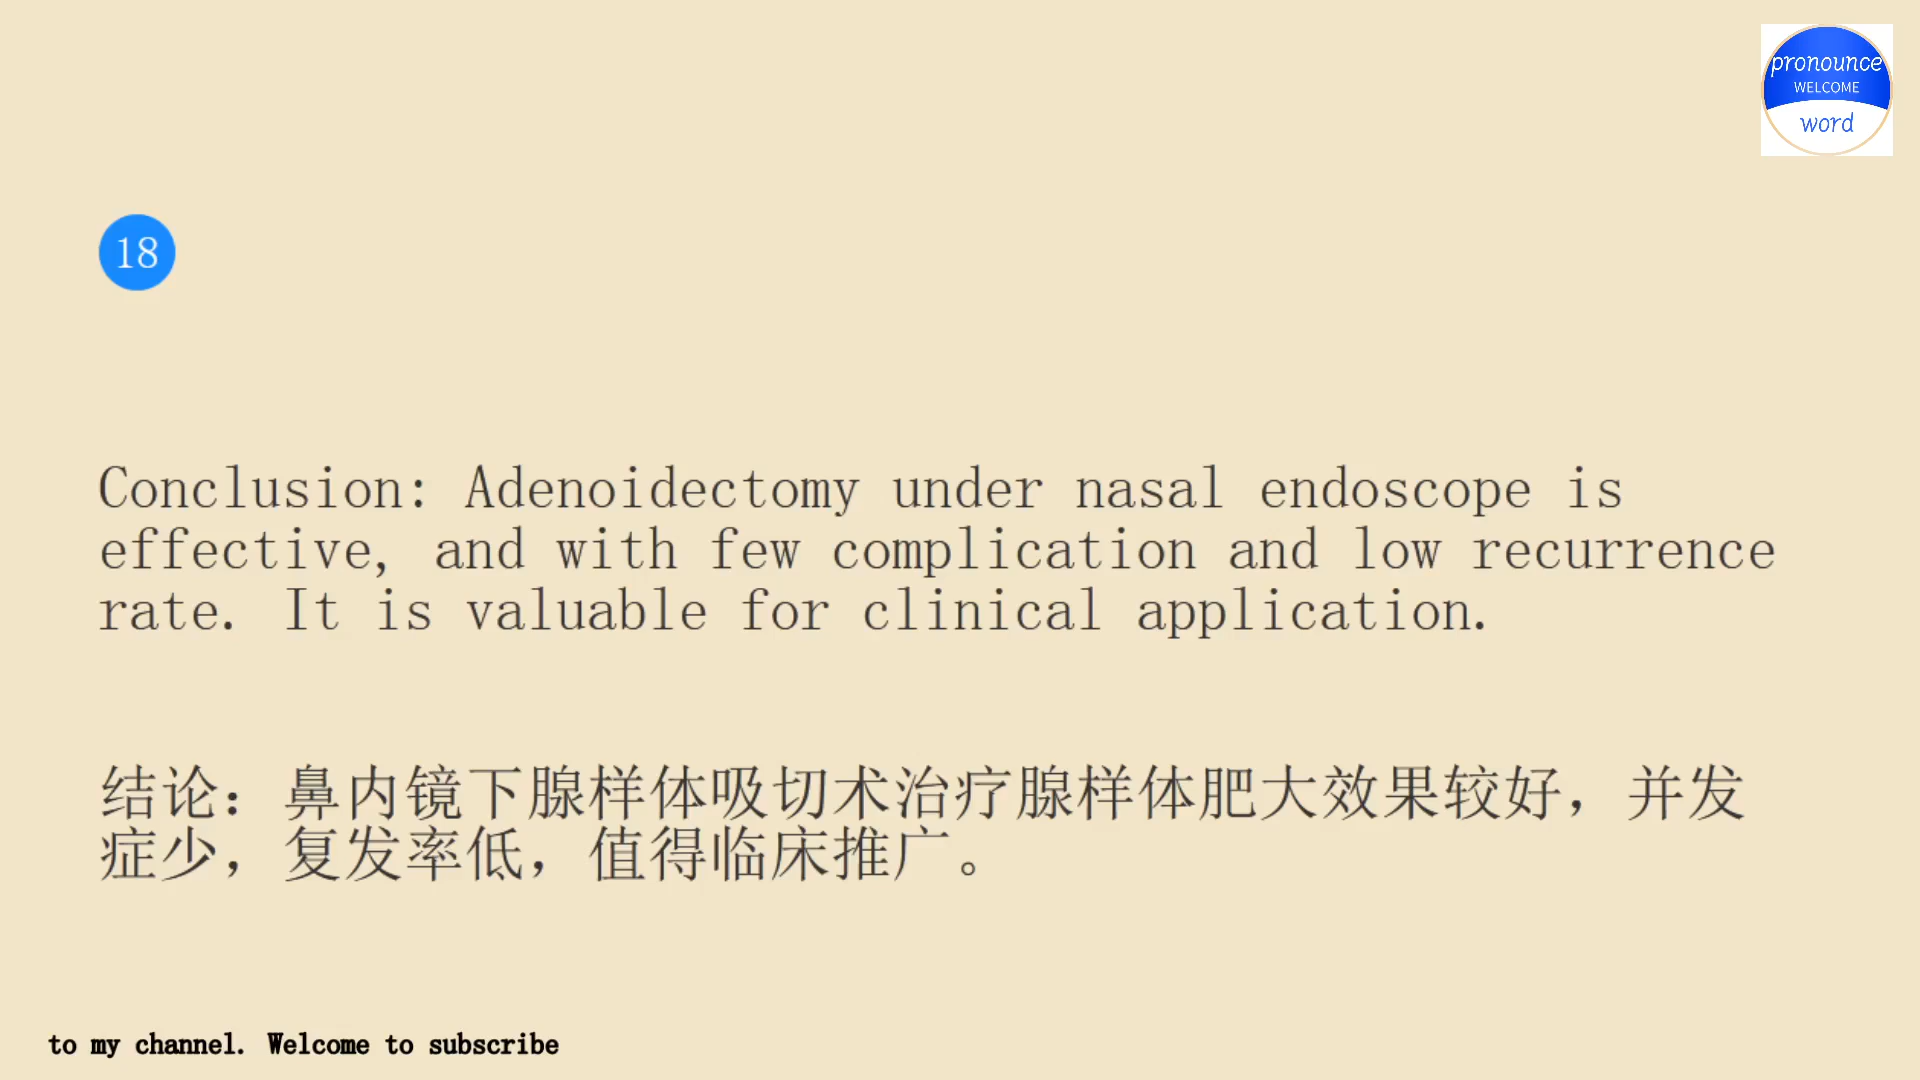 pronounce
WELCOME
word
18
Conclusion: Adenoidectomy under nasal endoscope is
effective, and with few complication and low recurrence
rate. It is valuable for clinical application.
结论：鼻内镜下腺样体吸切术治疗腺样体肥大效果较好，并发
症少，复发率低，值得临床推广。
to my channel. Welcome to subscribe